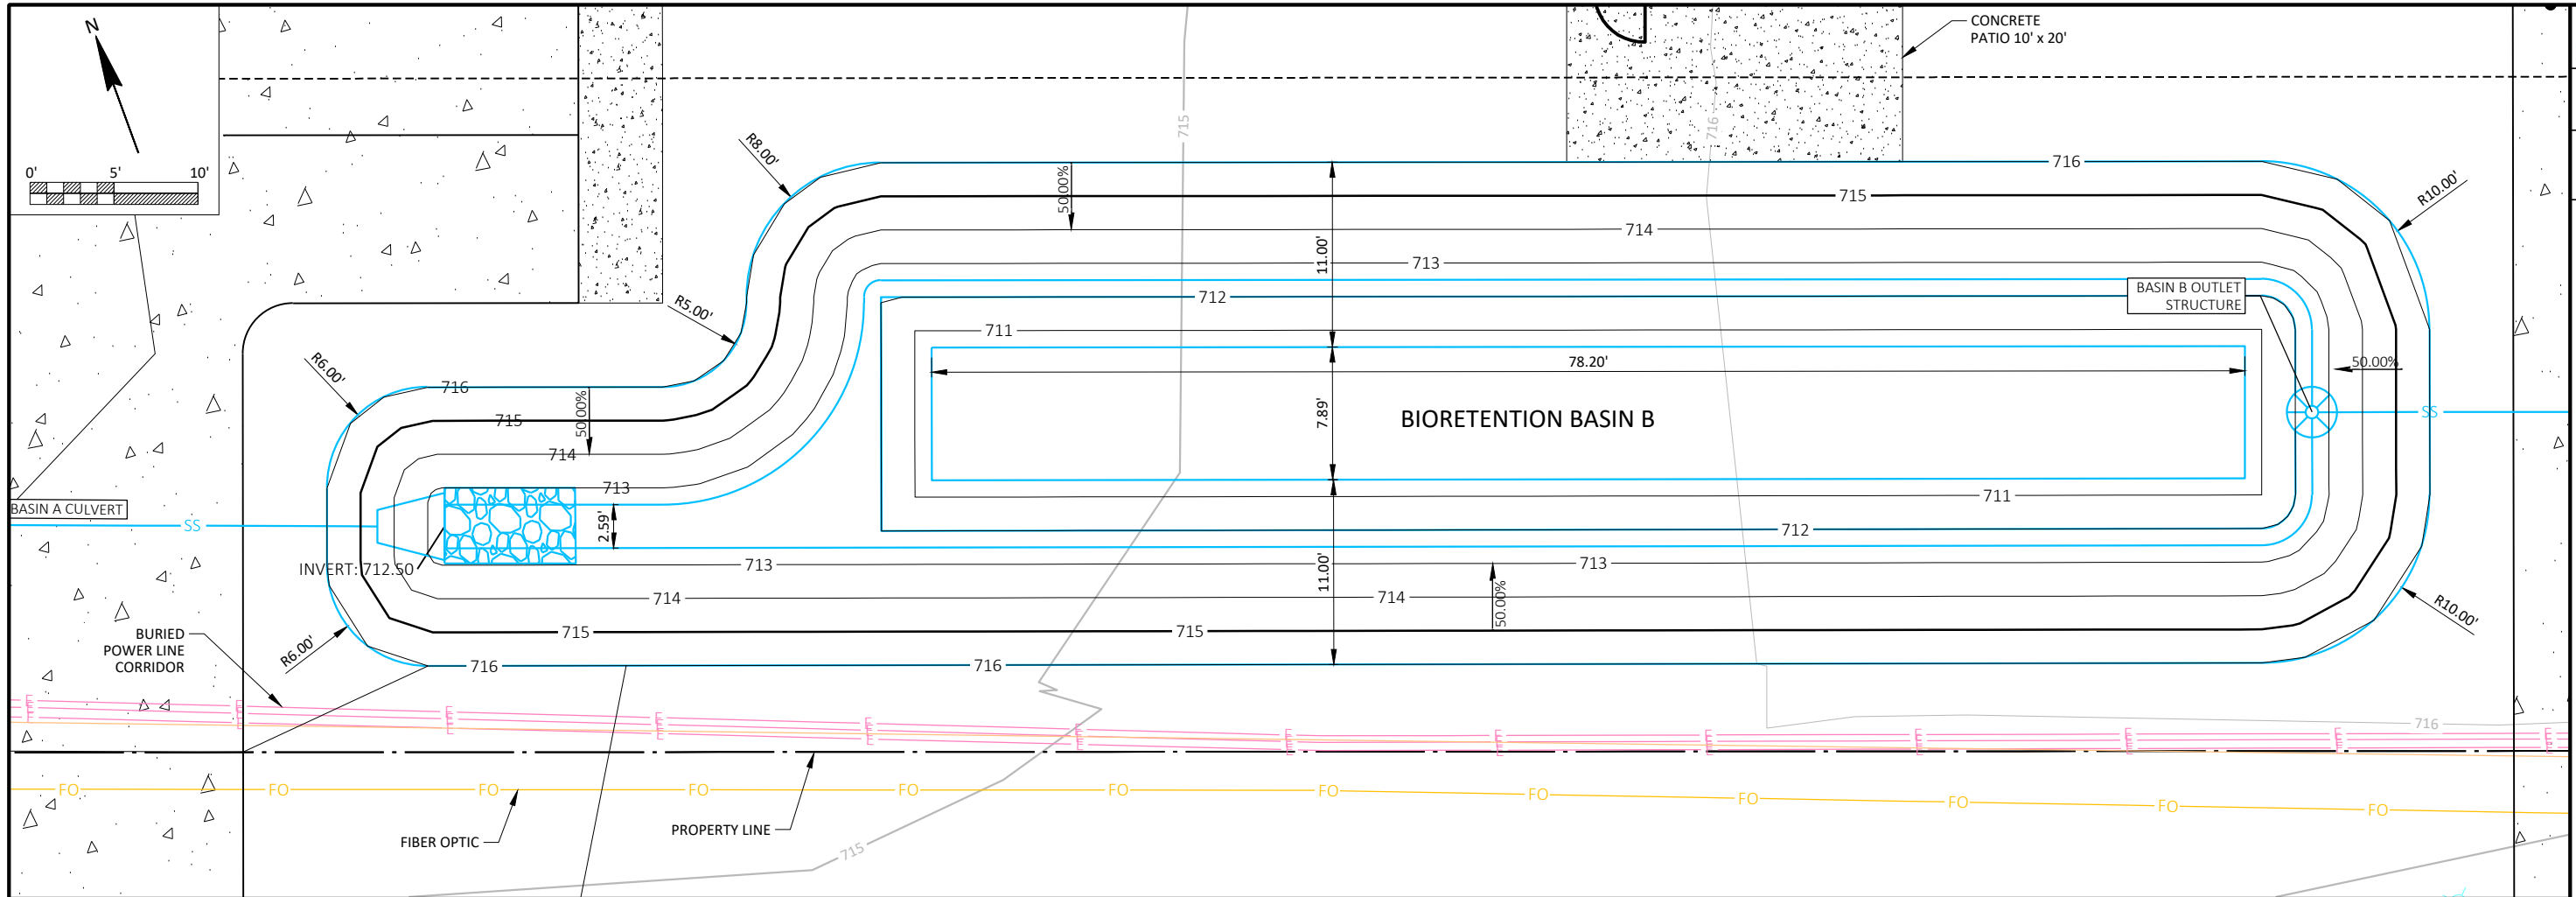 N
0' 5' 10'
CONCRETE
PATIO 10' x 20'
715
716
R8.00'
50.00%
11.00'
716
R10.00'
715
714
713
712
BASIN B OUTLET
STRUCTURE
R5.00'
711
R6.00'
716
50.00%
78.20'
50.00%
715
7.89'
BIORETENTION BASIN B
SS
714
713
711
BASIN A CULVERT
SS
2.59'
712
INVERT: 712.50
713
11.00'
713
714
714
50.00%
R10.00'
BURIED
POWER LINE
CORRIDOR
R6.00'
715
715
716
716
E E E E E E E E E E E E
E E E E E E E E E E E E
E E E E E E E E E E E E
716
FO FO FO FO FO FO FO FO FO FO FO FO
FIBER OPTIC
PROPERTY LINE
715